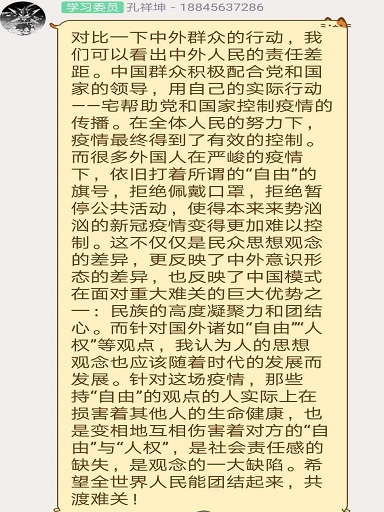 学习委员 孔祥坤 - 18845637286
对比一下中外群众的行动，我
们可以看出中外人民的责任差
距。中国群众积极配合党和国
家的领导，用自己的实际行动
——宅帮助党和国家控制疫情的
传播。在全体人民的努力下，
疫情最终得到了有效的控制。
而很多外国人在严峻的疫情
下，依旧打着所谓的“自由”的
旗号，拒绝佩戴口罩，拒绝暂
停公共活动，使得本来来势汹
汹的新冠疫情变得更加难以控
制。这不仅仅是民众思想观念
的差异，更反映了中外意识形
态的差异，也反映了中国模式
在面对重大难关的巨大优势之
一：民族的高度凝聚力和团结
心。而针对国外诸如“自由”“人
权”等观点，我认为人的思想
观念也应该随着时代的发展而
发展。针对这场疫情，那些
持“自由”的观点的人实际上在
损害着其他人的生命健康，也
是变相地互相伤害着对方的“自
由”与“人权”，是社会责任感的
缺失，是观念的一大缺陷。希
望全世界人民能团结起来，共
渡难关！